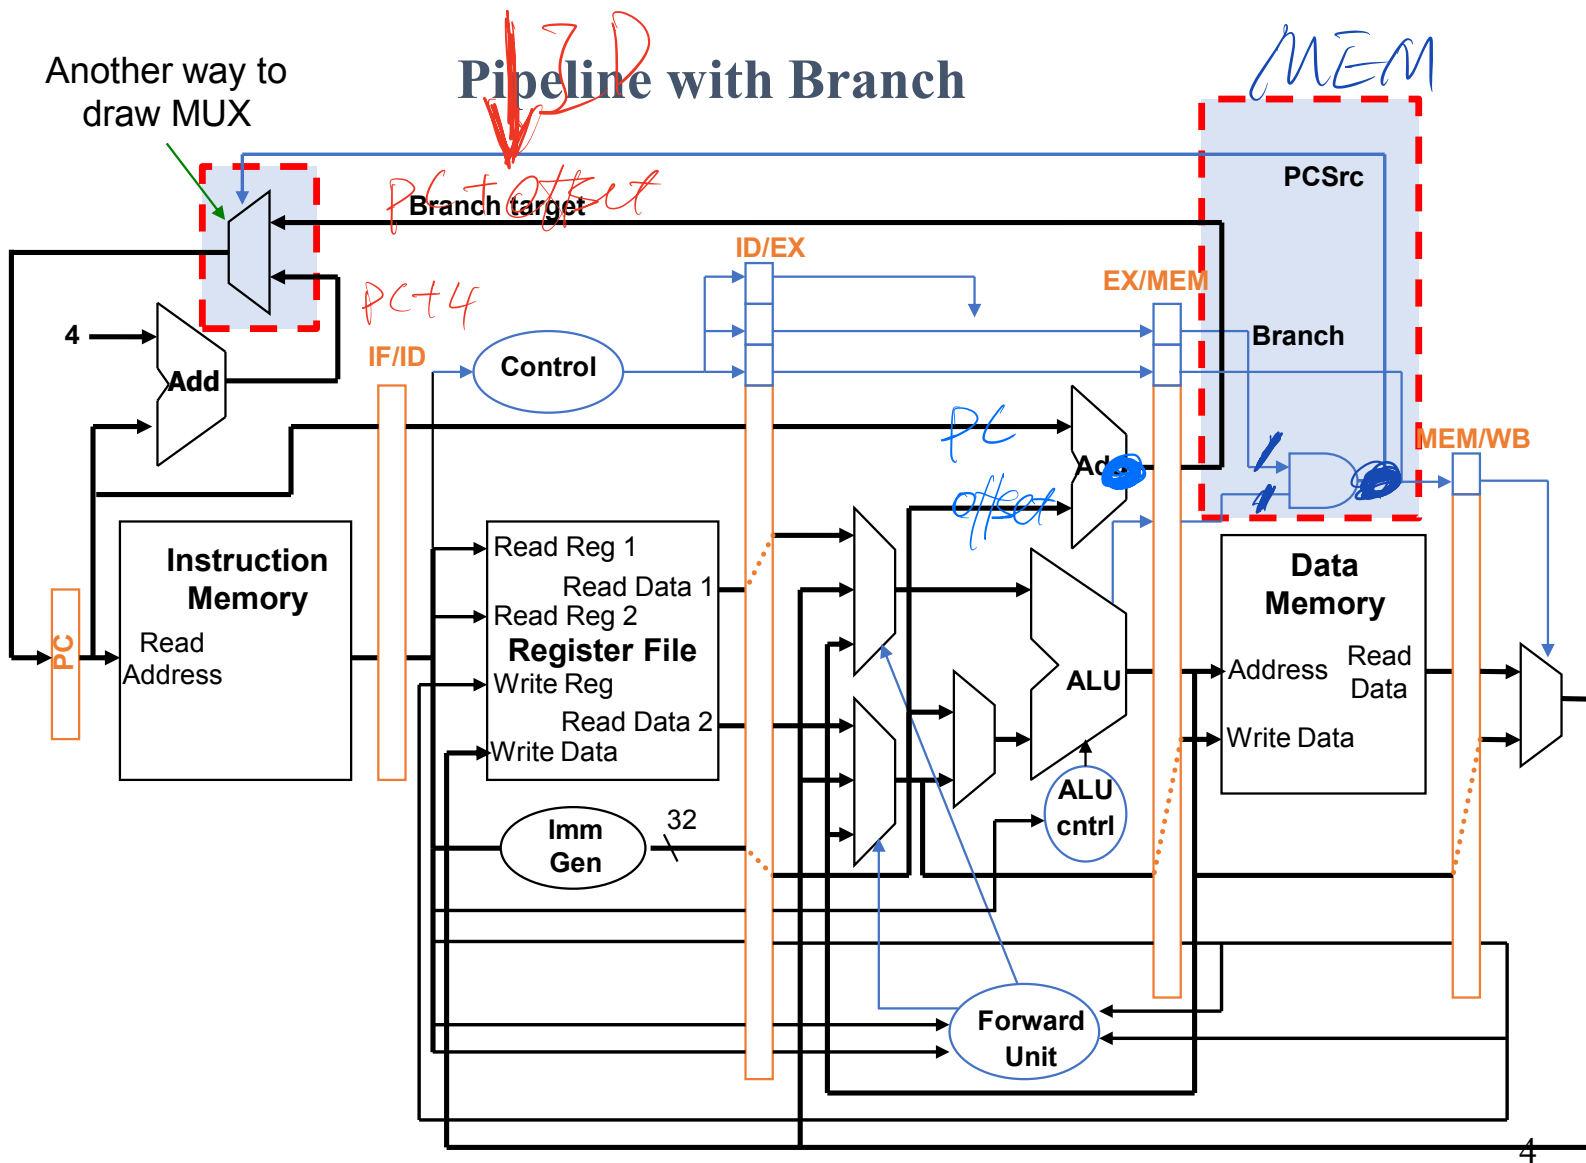 Pipeline with Branch
MEM
Another way to
draw MUX
PCSrc
PC + offset
Branch target
ID/EX
EX/MEM
PC+4
4
Add
IF/ID
Control
Branch
PC
MEM/WB
offset
Instruction
Memory
Read
Address
PC
Read Reg 1
Read Data 1
Read Reg 2
Register File
Write Reg
Read Data 2
Write Data
ALU
Data
Memory
Address
Read
Data
Write Data
Imm
Gen
32
ALU
cntrl
Forward
Unit
4